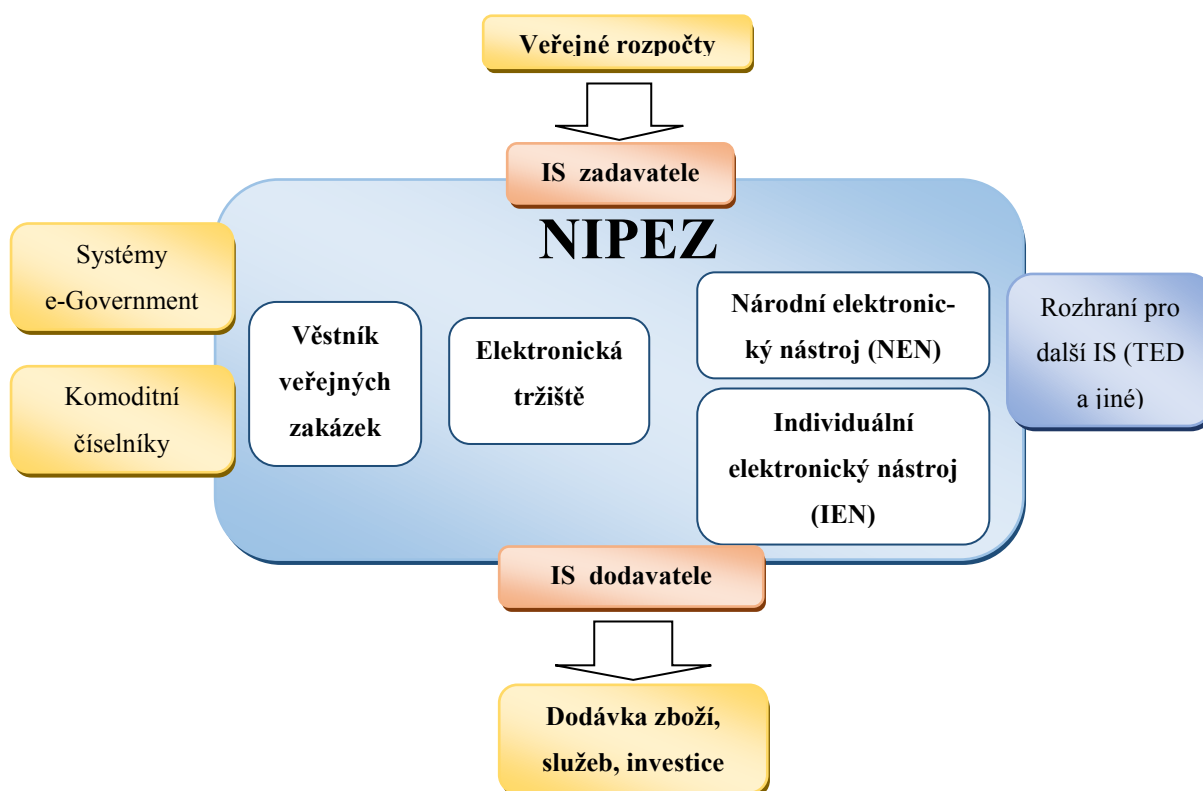 Veřejné rozpočty
IS zadavatele
NIPEZ
Systémy
e-Government
Komoditní
číselníky
Věstník
veřejných
zakázek
Elektronická
tržiště
Národní elektronic-
ký nástroj (NEN)
Individuální
elektronický nástroj
(IEN)
Rozhraní pro
další IS (TED
a jiné)
IS dodavatele
Dodávka zboží,
služeb, investice